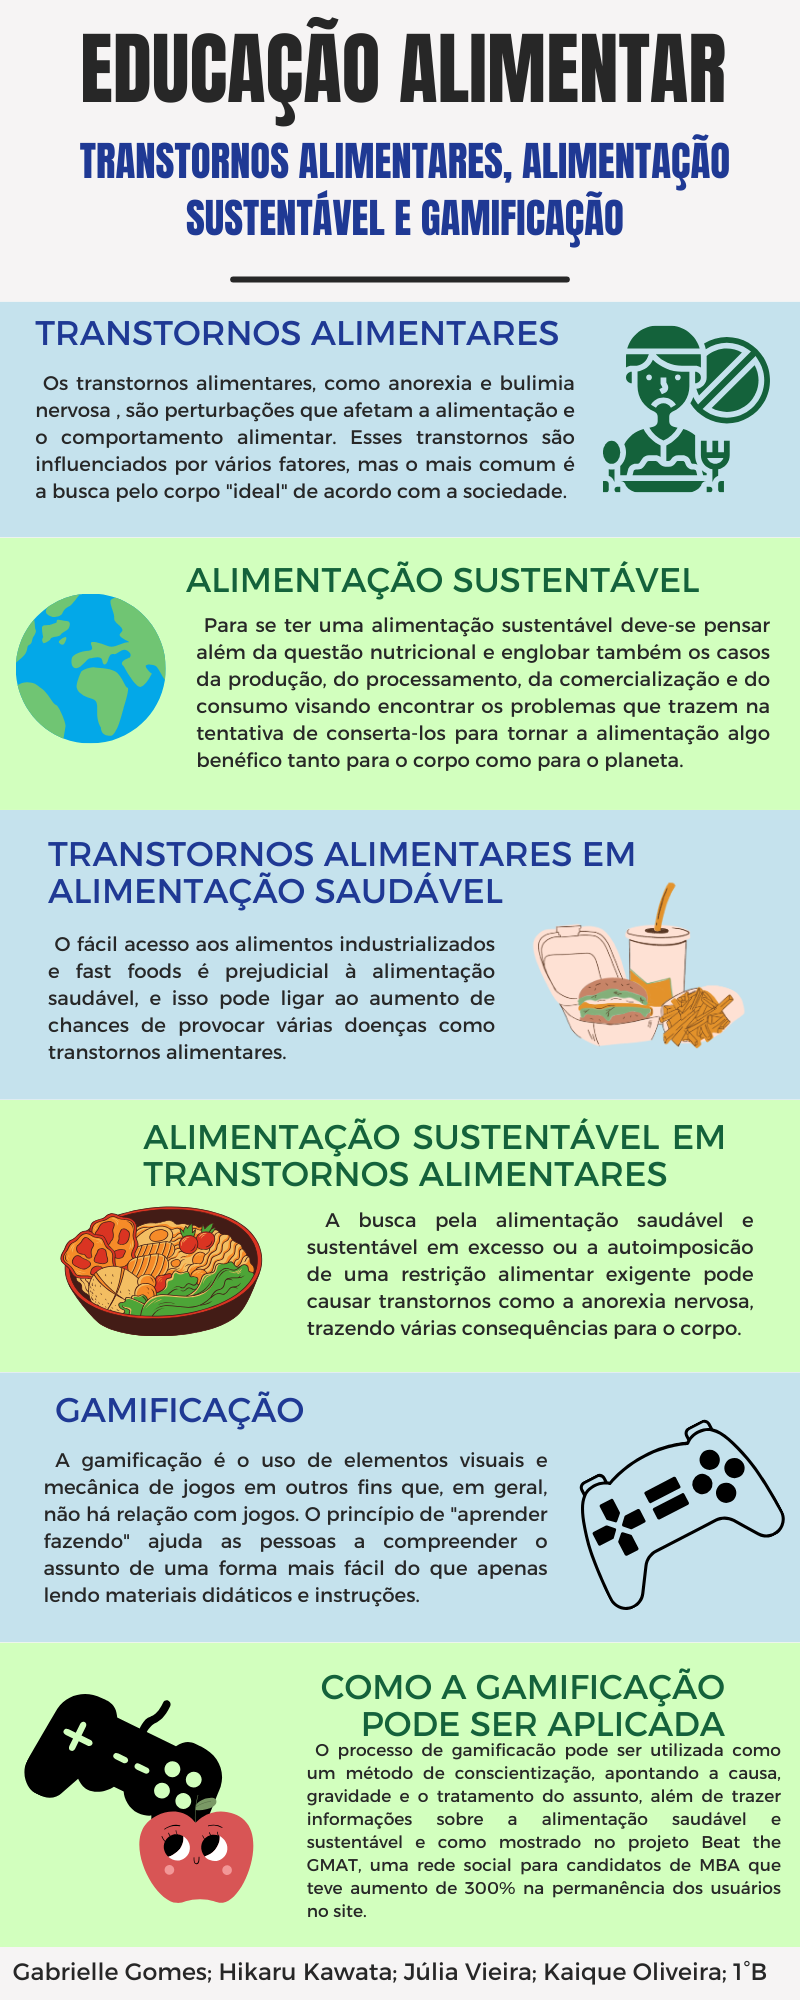 EDUCAÇÃO ALIMENTAR
TRANSTORNOS ALIMENTARES, ALIMENTAÇÃO
SUSTENTÁVEL E GAMIFICAÇÃO
TRANSTORNOS ALIMENTARES
Os transtornos alimentares, como anorexia e bulimia
nervosa , são perturbações que afetam a alimentação e
o comportamento alimentar. Esses transtornos são
influenciados por vários fatores, mas o mais comum é
a busca pelo corpo "ideal" de acordo com a sociedade.
ALIMENTAÇÃO SUSTENTÁVEL
Para se ter uma alimentação sustentável deve-se pensar
além da questão nutricional e englobar também os casos
da produção, do processamento, da comercialização e do
consumo visando encontrar os problemas que trazem na
tentativa de conserta-los para tornar a alimentação algo
benéfico tanto para o corpo como para o planeta.
TRANSTORNOS ALIMENTARES EM
ALIMENTAÇÃO SAUDÁVEL
O fácil acesso aos alimentos industrializados
e fast foods é prejudicial à alimentação
saudável, e isso pode ligar ao aumento de
chances de provocar várias doenças como
transtornos alimentares.
ALIMENTAÇÃO SUSTENTÁVEL EM
TRANSTORNOS ALIMENTARES
A busca pela alimentação saudável e
sustentável em excesso ou a autoimposicão
de uma restrição alimentar exigente pode
causar transtornos como a anorexia nervosa,
trazendo várias consequências para o corpo.
GAMIFICAÇÃO
A gamificação é o uso de elementos visuais e
mecânica de jogos em outros fins que, em geral,
não há relação com jogos. O princípio de "aprender
fazendo" ajuda as pessoas a compreender o
assunto de uma forma mais fácil do que apenas
lendo materiais didáticos e instruções.
COMO A GAMIFICAÇÃO
PODE SER APLICADA
O processo de gamificacão pode ser utilizada como
um método de conscientização, apontando a causa,
gravidade e o tratamento do assunto, além de trazer
informações sobre a alimentação saudável e
sustentável e como mostrado no projeto Beat the
GMAT, uma rede social para candidatos de MBA que
teve aumento de 300% na permanência dos usuários
no site.
Gabrielle Gomes; Hikaru Kawata; Júlia Vieira; Kaique Oliveira; 1°B